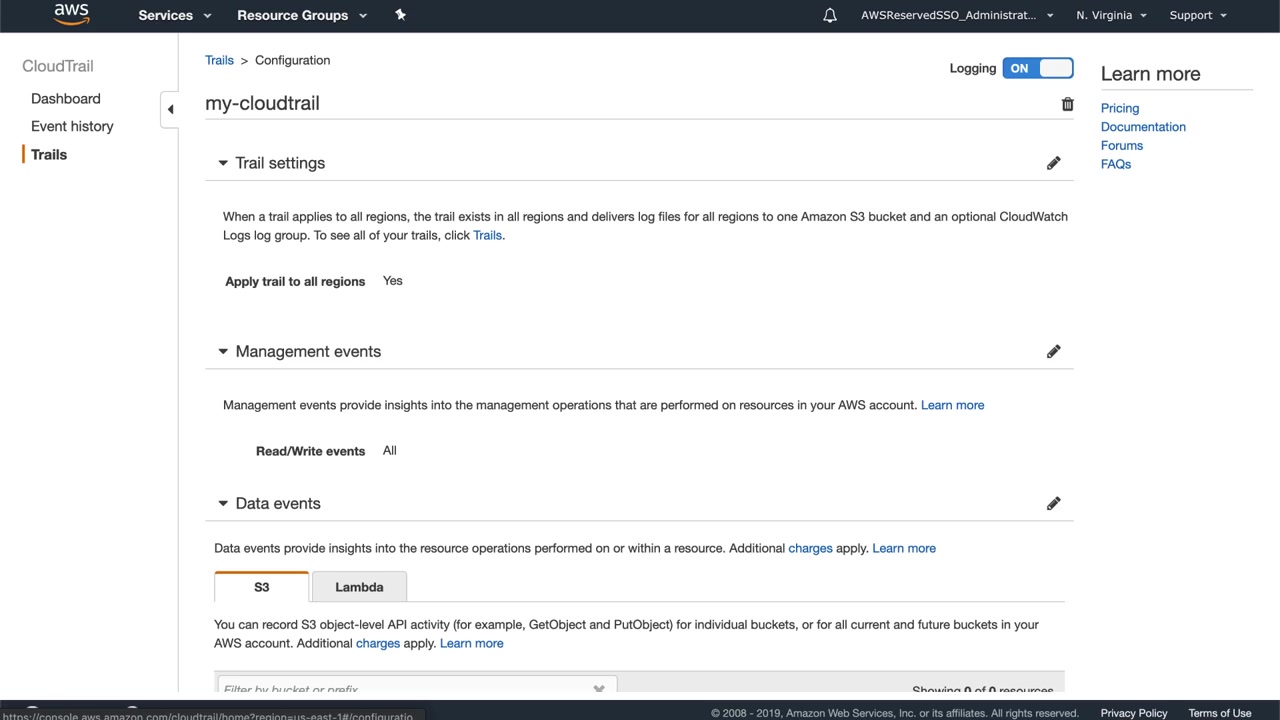 aws
Services
Resource Groups
AWSReservedSSO_Administrat...
N. Virginia
Support
CloudTrail
Dashboard
Event history
Trails
Trails > Configuration
Logging ON
my-cloudtrail
Trail settings
When a trail applies to all regions, the trail exists in all regions and delivers log files for all regions to one Amazon S3 bucket and an optional CloudWatch
Logs log group. To see all of your trails, click Trails.
Apply trail to all regions Yes
Management events
Management events provide insights into the management operations that are performed on resources in your AWS account. Learn more
Read/Write events All
Data events
Data events provide insights into the resource operations performed on or within a resource. Additional charges apply. Learn more
S3
Lambda
You can record S3 object-level API activity (for example, GetObject and PutObject) for individual buckets, or for all current and future buckets in your
AWS account. Additional charges apply. Learn more
Filter by bucket or prefix
Showing 0 of 0 resources
Learn more
Pricing
Documentation
Forums
FAQs
https://console.aws.amazon.com/cloudtrail/home?region=us-east-1#/configuratio
© 2008 - 2019, Amazon Web Services, Inc. or its affiliates. All rights reserved.
Privacy Policy
Terms of Use